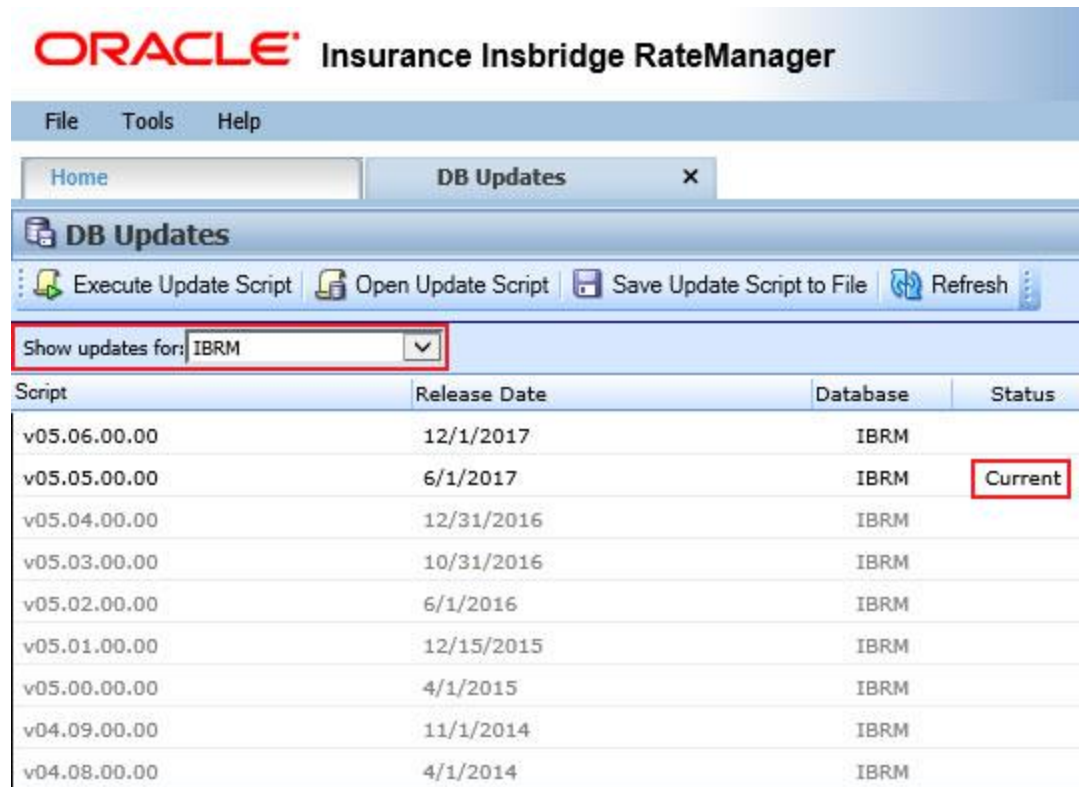 ORACLE Insurance Insbridge RateManager
File Tools Help
Home DB Updates ×
DB Updates
Execute Update Script Open Update Script Save Update Script to File Refresh
Show updates for: IBRM
Script Release Date Database Status
v05.06.00.00 12/1/2017 IBRM
v05.05.00.00 6/1/2017 IBRM Current
v05.04.00.00 12/31/2016 IBRM
v05.03.00.00 10/31/2016 IBRM
v05.02.00.00 6/1/2016 IBRM
v05.01.00.00 12/15/2015 IBRM
v05.00.00.00 4/1/2015 IBRM
v04.09.00.00 11/1/2014 IBRM
v04.08.00.00 4/1/2014 IBRM